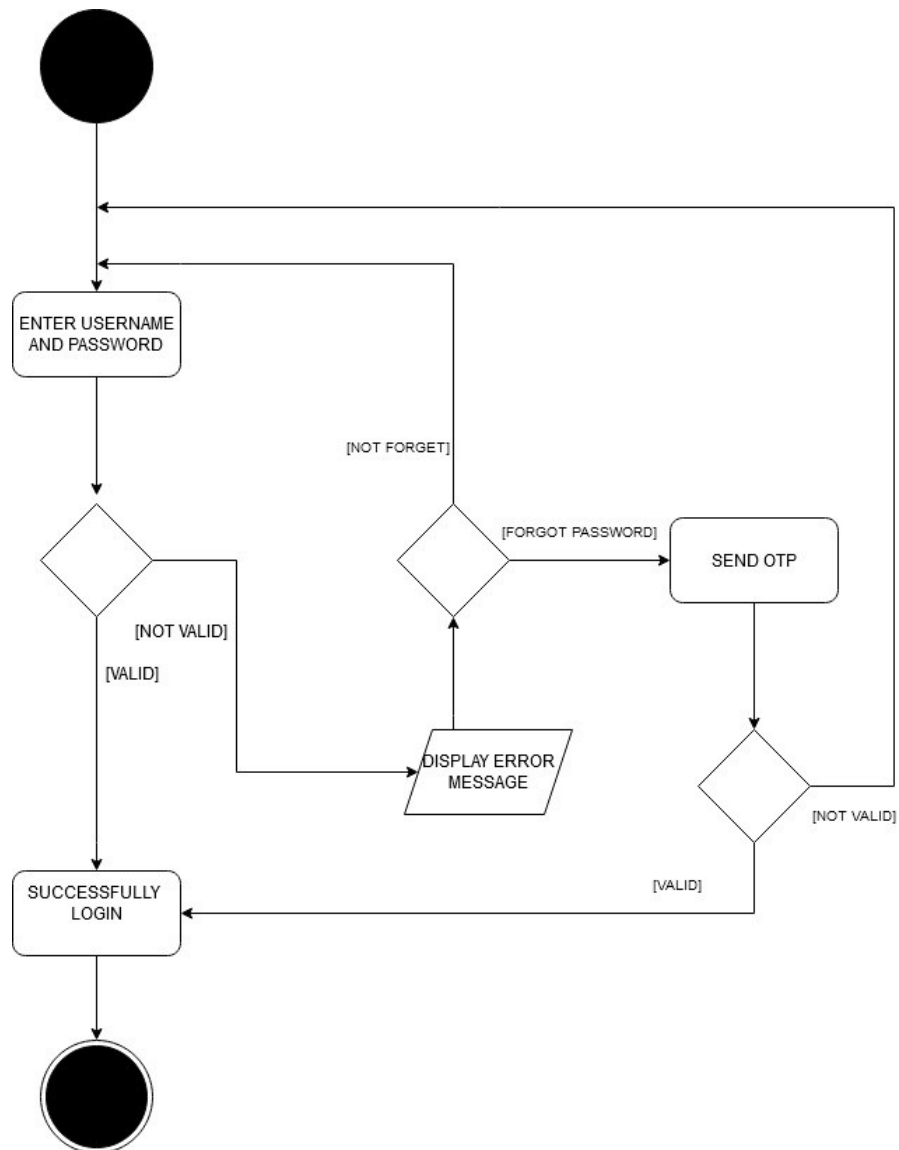 ENTER USERNAME
AND PASSWORD
[NOT FORGET]
[FORGOT PASSWORD]
SEND OTP
[NOT VALID]
[VALID]
DISPLAY ERROR
MESSAGE
[NOT VALID]
[VALID]
SUCCESSFULLY
LOGIN